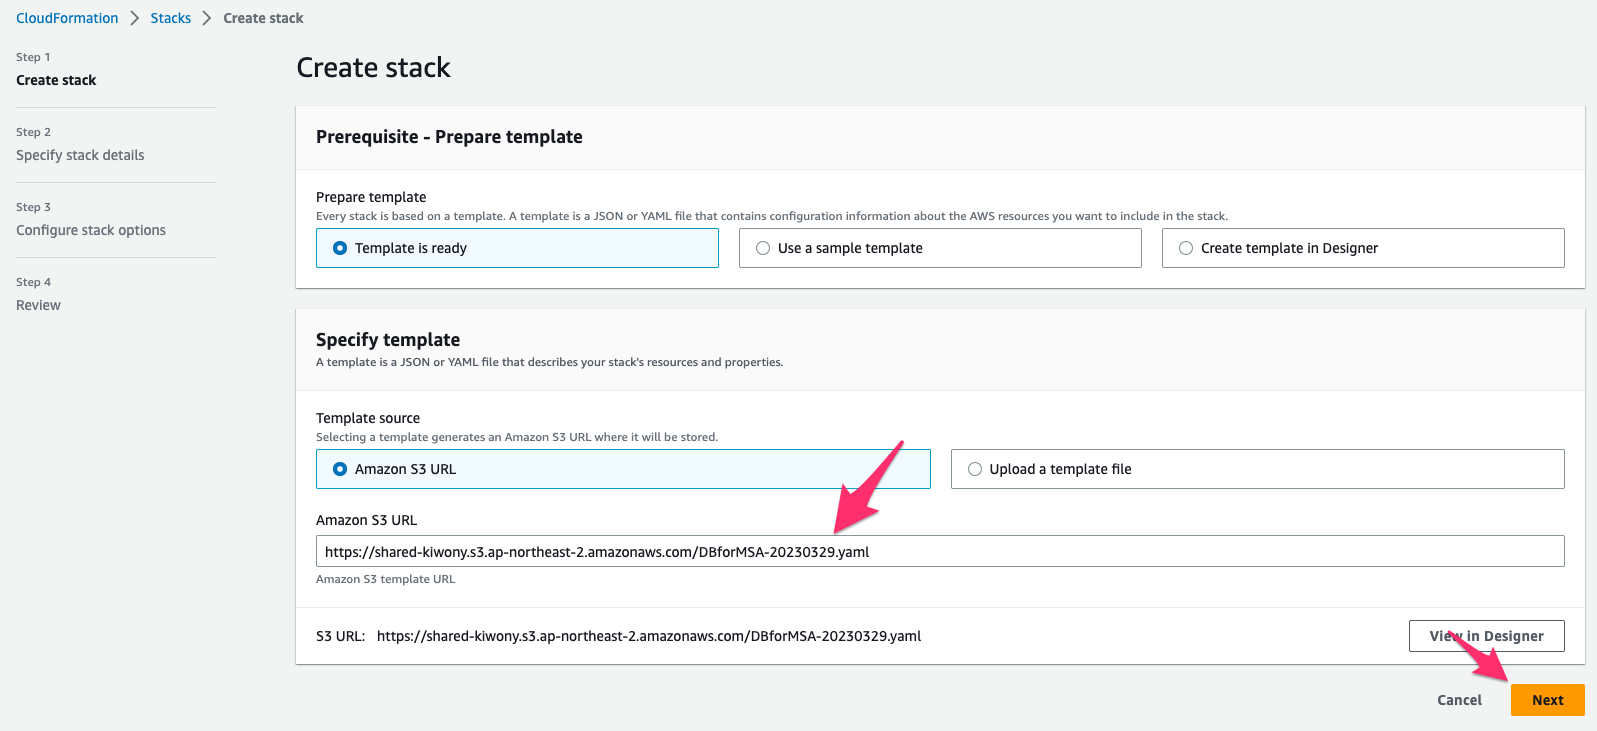 CloudFormation > Stacks > Create stack
Step 1
Create stack
Step 2
Specify stack details
Step 3
Configure stack options
Step 4
Review
Create stack
Prerequisite - Prepare template
Prepare template
Every stack is based on a template. A template is a JSON or YAML file that contains configuration information about the AWS resources you want to include in the stack.
Template is ready
Use a sample template
Create template in Designer
Specify template
A template is a JSON or YAML file that describes your stack's resources and properties.
Template source
Selecting a template generates an Amazon S3 URL where it will be stored.
Amazon S3 URL
Upload a template file
Amazon S3 URL
https://shared-kiwony.s3.ap-northeast-2.amazonaws.com/DBforMSA-20230329.yaml
Amazon S3 template URL
S3 URL: https://shared-kiwony.s3.ap-northeast-2.amazonaws.com/DBforMSA-20230329.yaml
View in Designer
Cancel
Next